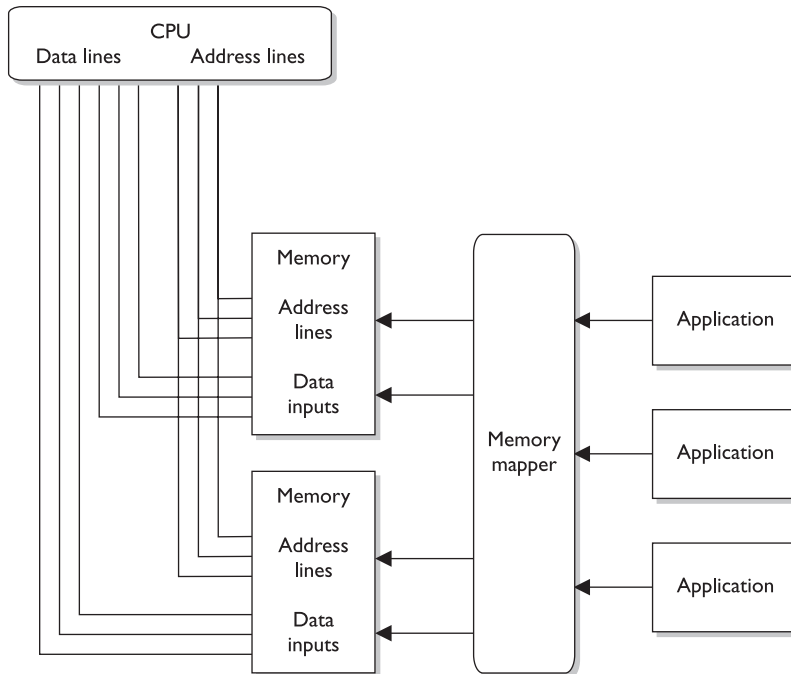 CPU
Data lines Address lines
Memory
Address
lines
Data
inputs
Memory
Address
lines
Data
inputs
Memory
mapper
Application
Application
Application